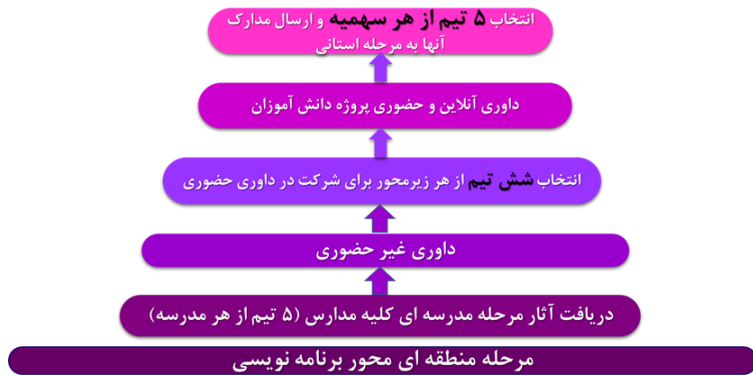 انتخاب ۵ تیم از هر سهمیه و ارسال مدارک
آنها به مرحله استانی
داوری آنلاین و حضوری پروژه دانش آموزان
انتخاب شش تیم از هر زیرمحور برای شرکت در داوری حضوری
داوری غیر حضوری
دریافت آثار مرحله مدرسه ای کلیه مدارس (۵ تیم از هر مدرسه)
مرحله منطقه ای محور برنامه نویسی